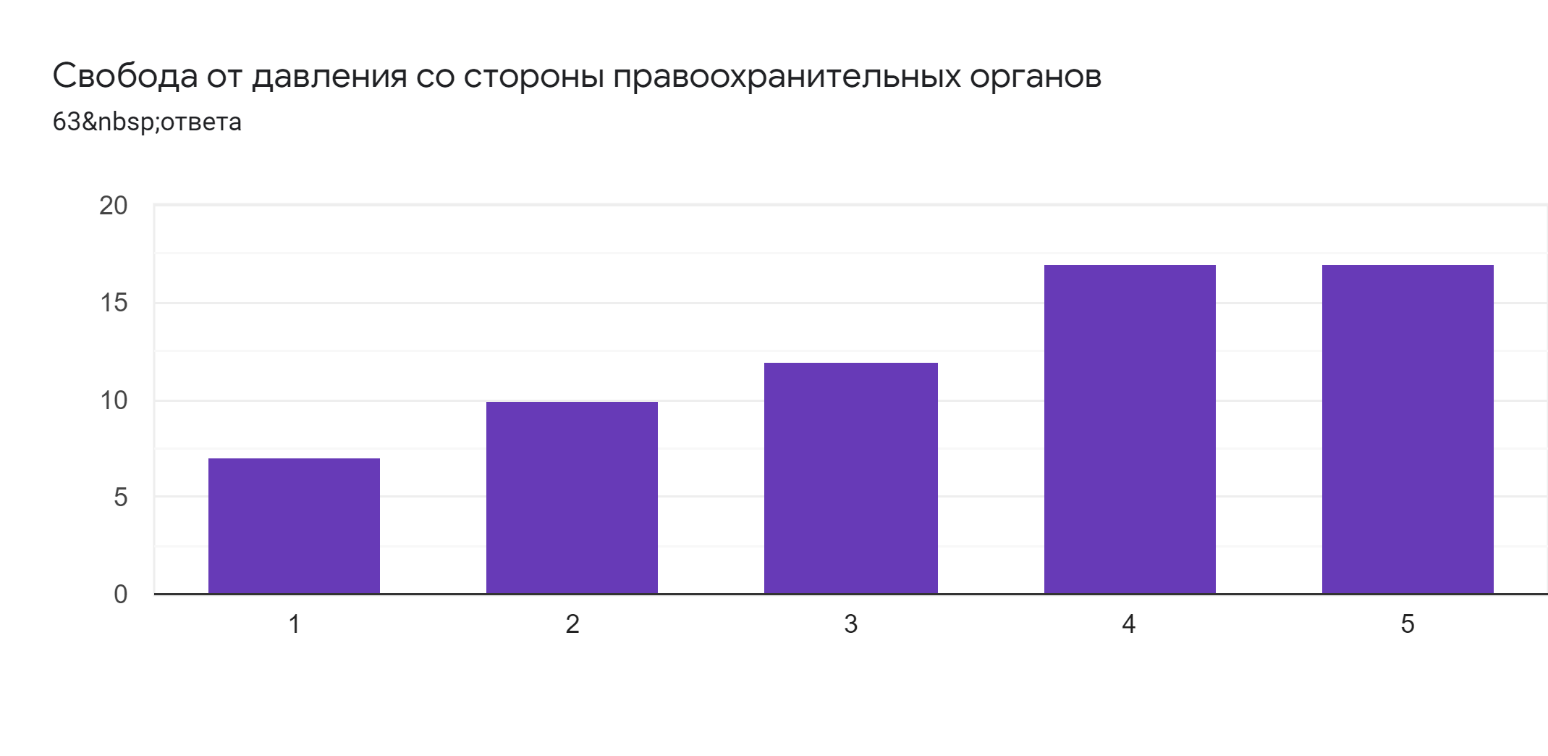 Свобода от давления со стороны правоохранительных органов
63&nbsp;ответа
20
15
10
5
0
1 2 3 4 5